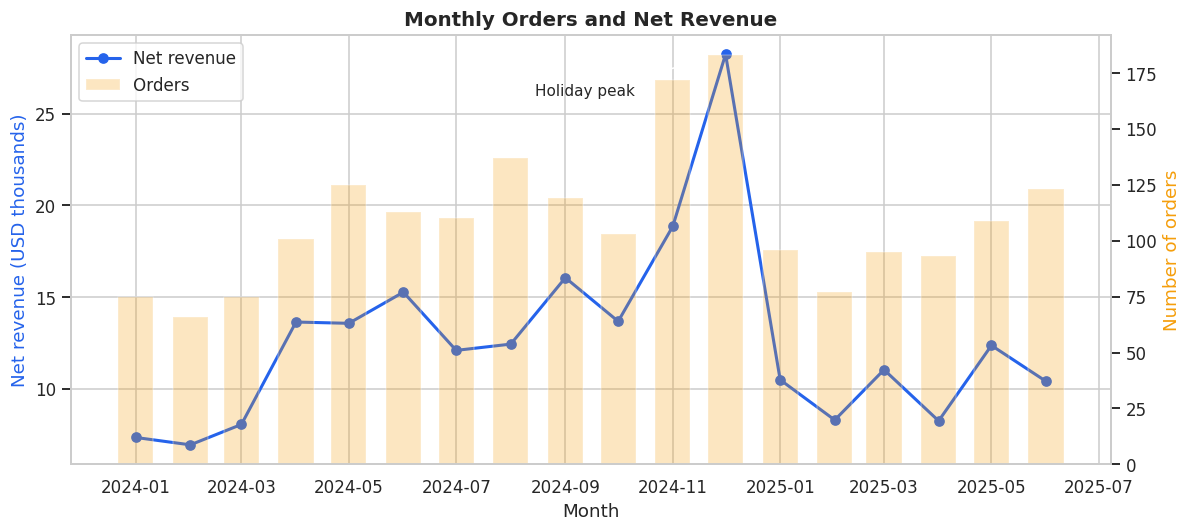 Monthly Orders and Net Revenue
Net revenue
Orders
Holiday peak
Net revenue (USD thousands)
25
20
15
10
175
150
125
100
75
50
25
0
Number of orders
2024-01 2024-03 2024-05 2024-07 2024-09 2024-11 2025-01 2025-03 2025-05 2025-07
Month